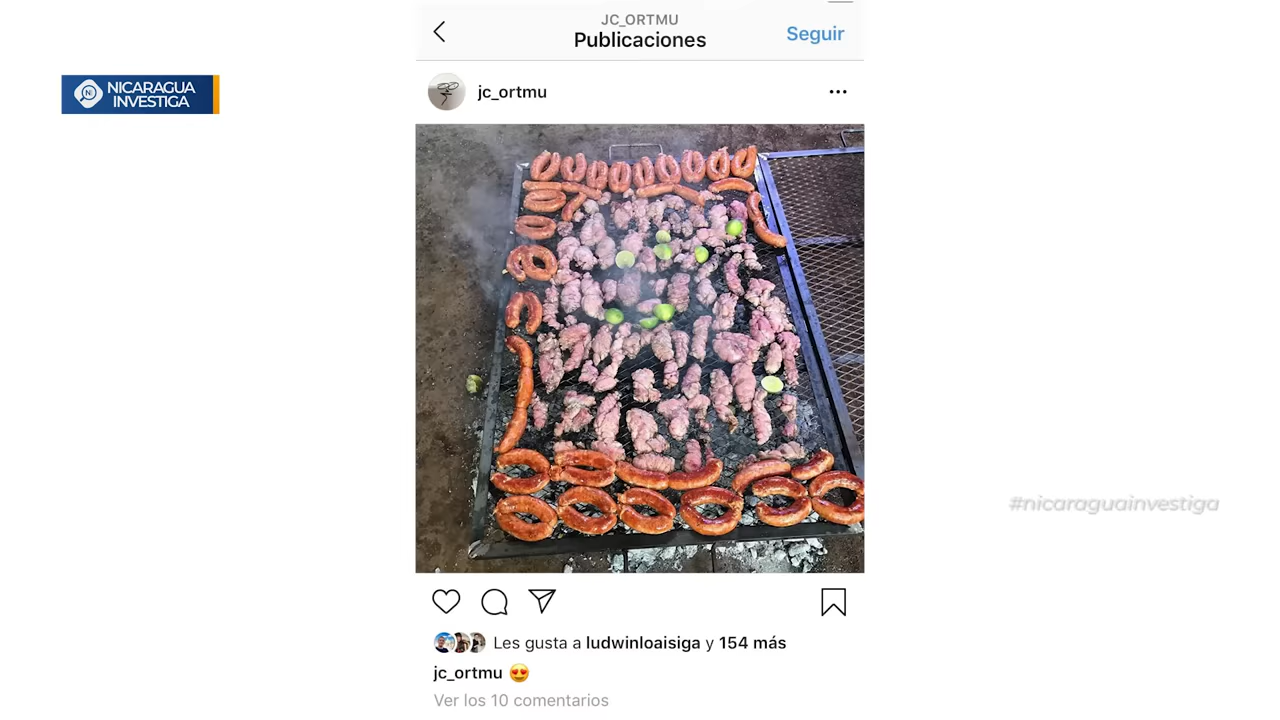 JC_ORTMU
Publicaciones
Seguir
NICARAGUA
INVESTIGA
jc_ortmu
#nicaraguainvestiga
Les gusta a ludwinloaisiga y 154 más
jc_ortmu 😍
Ver los 10 comentarios